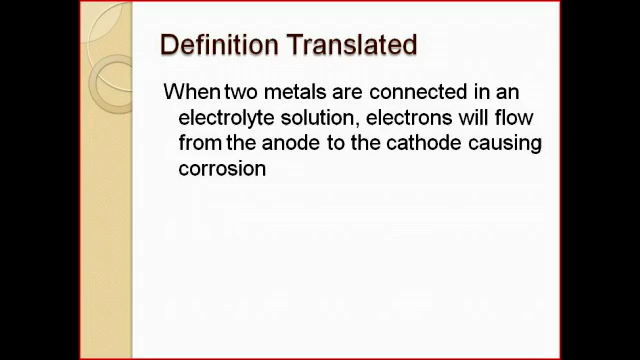 Definition Translated
When two metals are connected in an
electrolyte solution, electrons will flow
from the anode to the cathode causing
corrosion